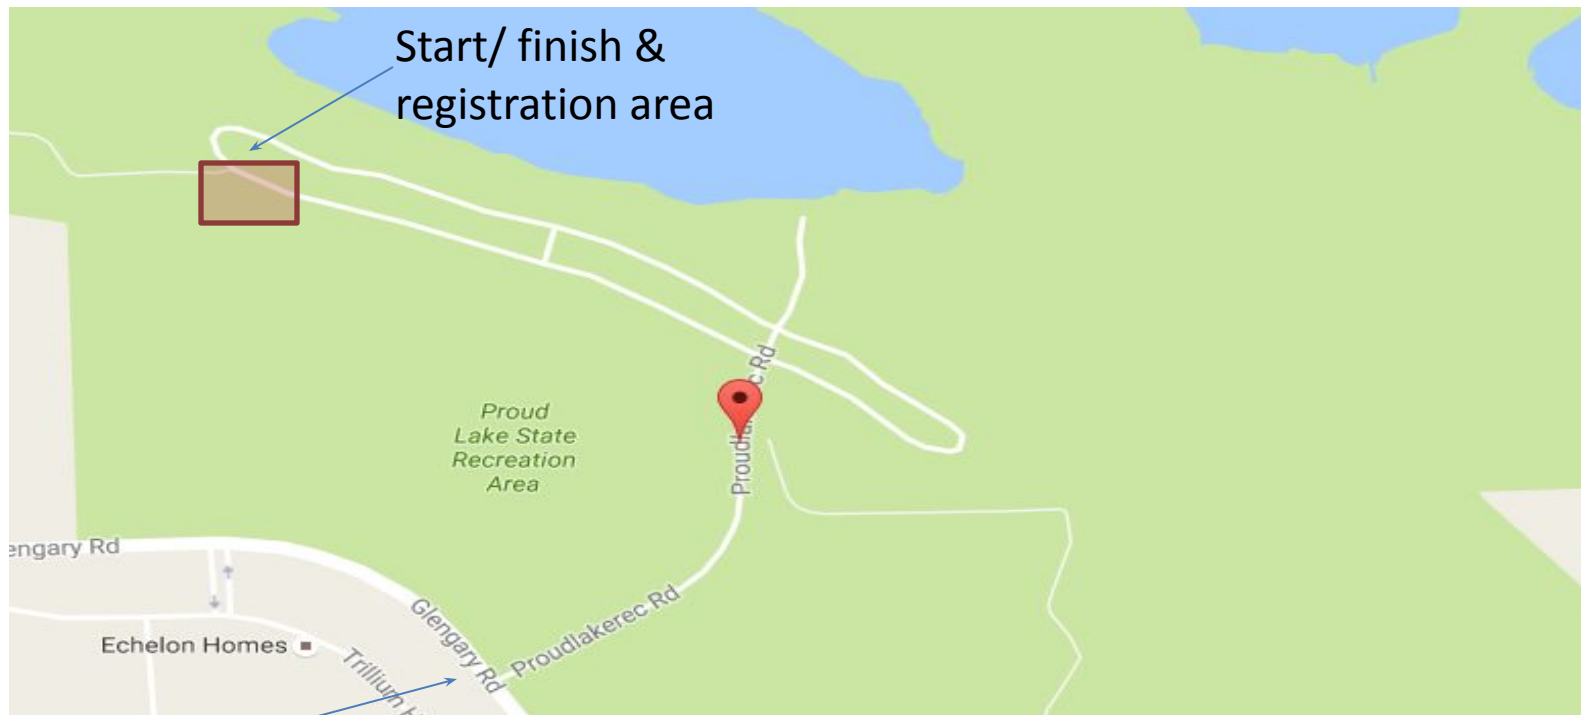 Start/ finish &
registration area
Proudlakerec Rd
Proud
Lake State
Recreation
Area
engary Rd
Glengary Rd
Proudlakerec Rd
Echelon Homes
Trillium H